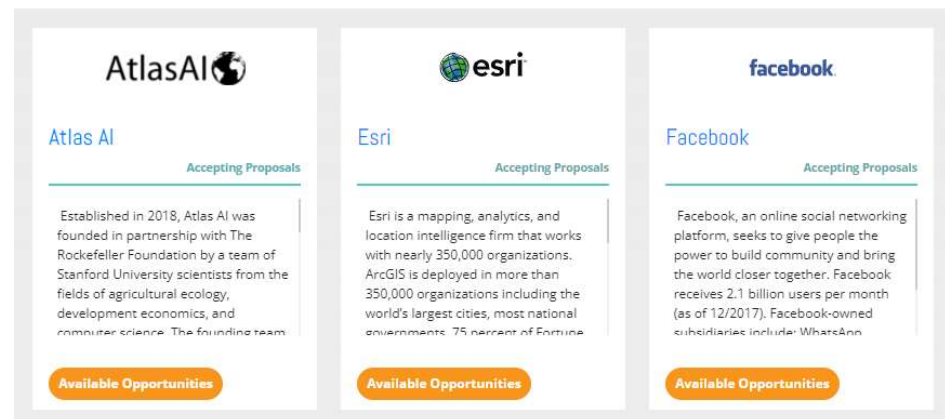 AtlasAI
Atlas AI
Accepting Proposals
Established in 2018, Atlas AI was
founded in partnership with The
Rockefeller Foundation by a team of
Stanford University scientists from the
fields of agricultural ecology,
development economics, and
computer science. The founding team
Available Opportunities
esri
Esri
Accepting Proposals
Esri is a mapping, analytics, and
location intelligence firm that works
with nearly 350,000 organizations.
ArcGIS is deployed in more than
350,000 organizations including the
world's largest cities, most national
governments, 75 percent of Fortune
Available Opportunities
facebook.
Facebook
Accepting Proposals
Facebook, an online social networking
platform, seeks to give people the
power to build community and bring
the world closer together. Facebook
receives 2.1 billion users per month
(as of 12/2017). Facebook-owned
subsidiaries include: WhatsApp
Available Opportunities